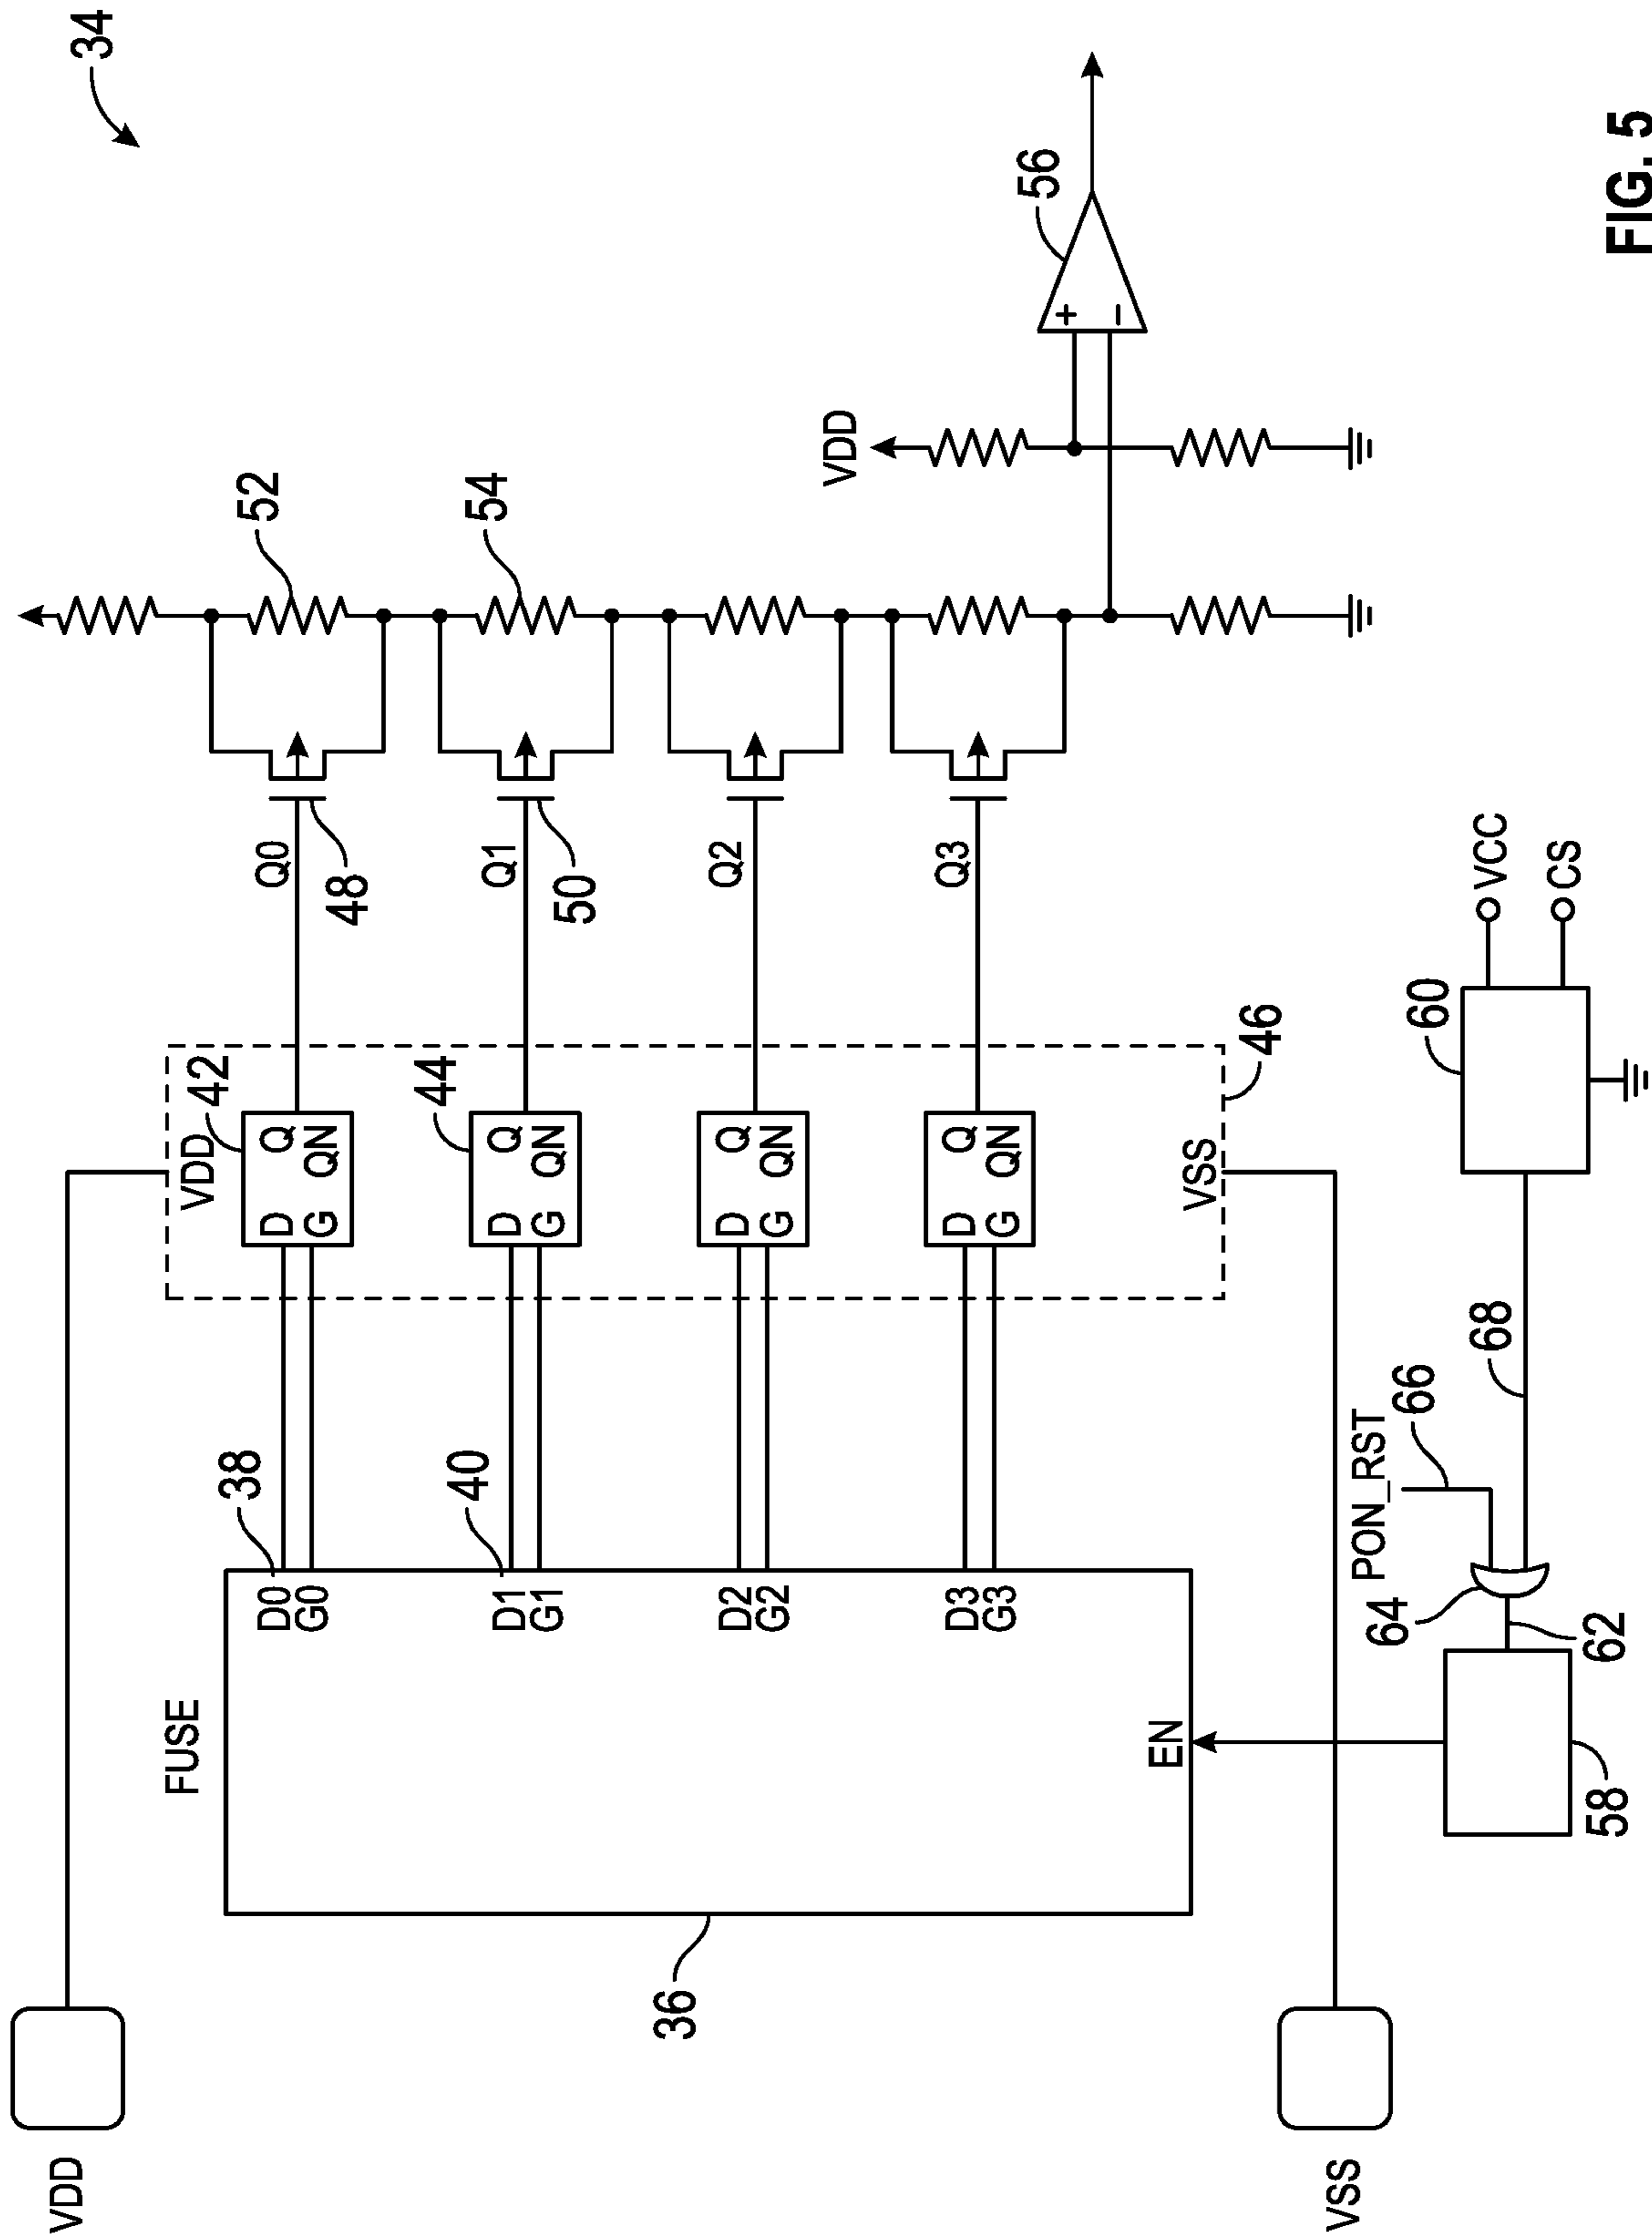 34
VDD
FUSE
36
D0
G0
38
D1
G1
40
D2
G2
D3
G3
EN
VDD
42
D Q
G QN
44
D Q
G QN
D Q
G QN
D Q
G QN
VSS
46
Q0
48
Q1
50
Q2
Q3
52
54
VDD
56
+
−
VSS
58
62
64
PON_RST
66
68
60
VCC
CS
FIG. 5